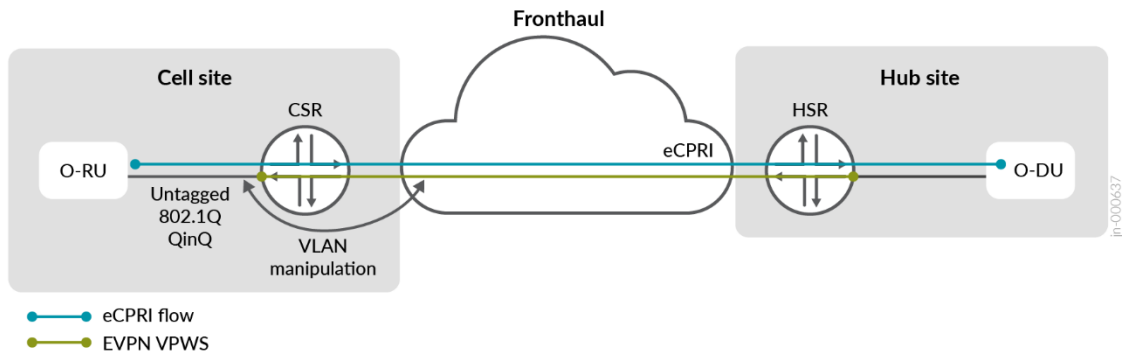 Fronthaul
Cell site
Hub site
CSR
HSR
eCPRI
O-RU
O-DU
Untagged
802.1Q
QinQ
VLAN
manipulation
jn-000637
eCPRI flow
EVPN VPWS